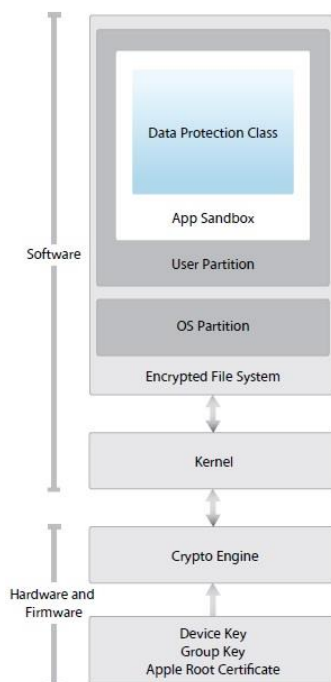 Data Protection Class
App Sandbox
Software
User Partition
OS Partition
Encrypted File System
Kernel
Crypto Engine
Hardware and
Firmware
Device Key
Group Key
Apple Root Certificate